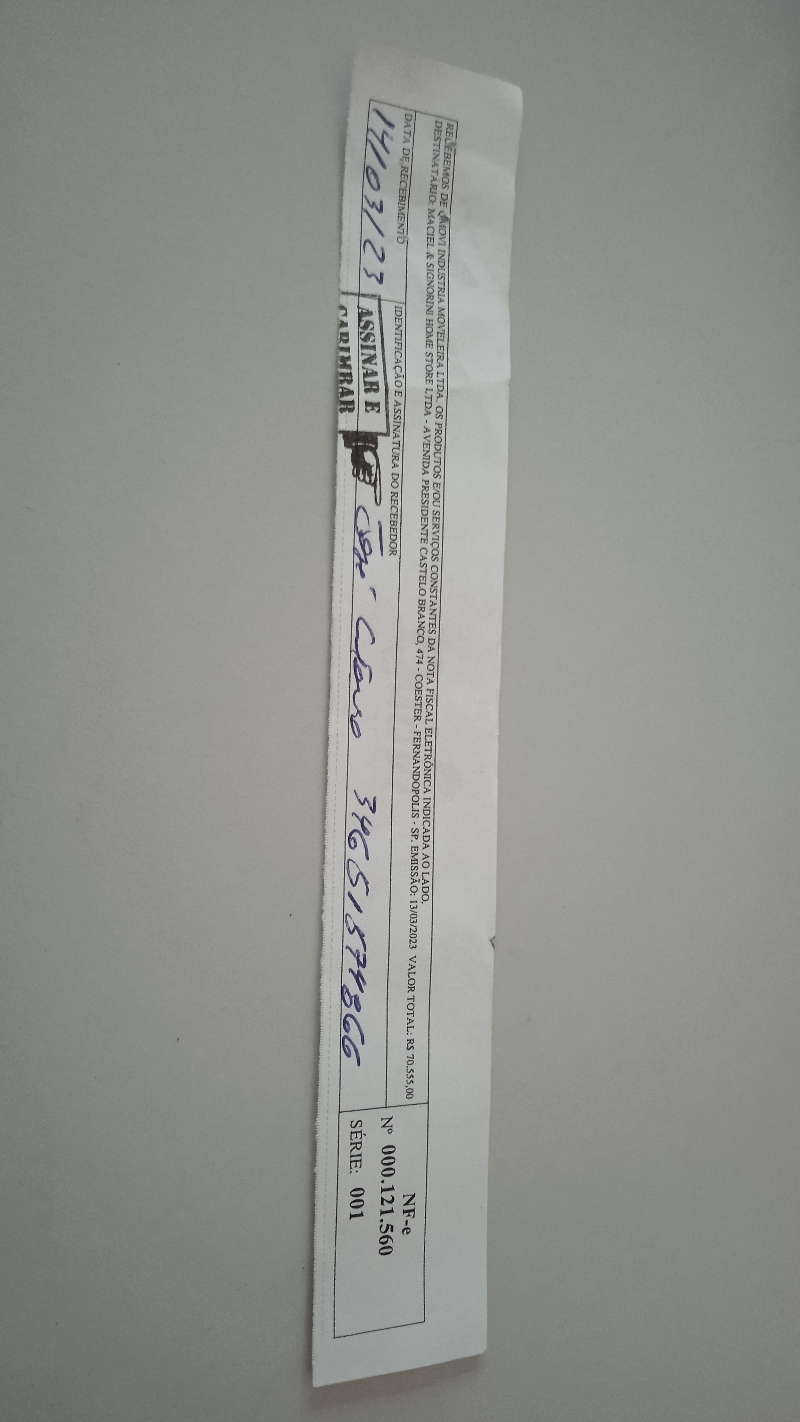 RECEBEMOS DE MOVI INDUSTRIA MOVELEIRA LTDA. OS PRODUTOS E/OU SERVIÇOS CONSTANTES DA NOTA FISCAL ELETRÔNICA INDICADA AO LADO.
DESTINATÁRIO: MACIEL & SIGNORINI HOME STORE LTDA - AVENIDA PRESIDENTE CASTELO BRANCO, 474 - COESTER - FERNANDOPOLIS - SP. EMISSÃO: 13/03/2023 VALOR TOTAL: R$ 70.555,00
DATA DE RECEBIMENTO
14/03/23
IDENTIFICAÇÃO E ASSINATURA DO RECEBEDOR
ASSINAR E
CARIMBAR
34651574866
NF-e
Nº 000.121.560
SÉRIE: 001